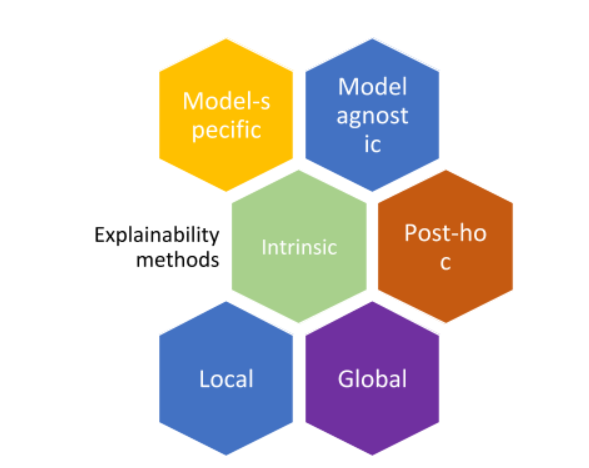 Model-s
pecific
Model
agnost
ic
Explainability
methods
Intrinsic
Post-ho
c
Local
Global